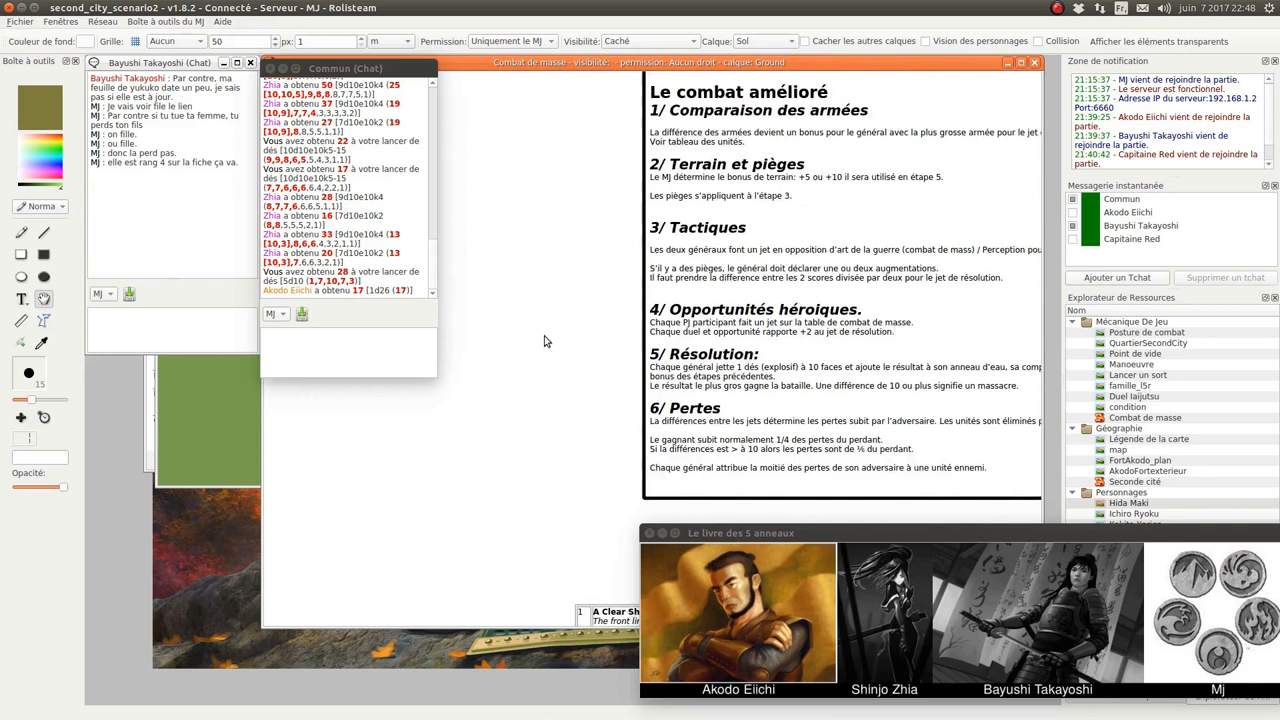 second_city_scenario2 - v1.8.2 - Connecté - Serveur - MJ - Rolisteam
Fr,
juin 7 2017 22:48
Fichier Fenêtres Réseau Boîte à outils du MJ Aide
Couleur de fond: Grille: Aucun 50 px: 1 m Permission: Uniquement le MJ Visibilité: Caché Calque: Sol Cacher les autres calques Vision des personnages Collision Afficher les éléments transparents
Boîte à outils
Norma
15
Opacité:
Bayushi Takayoshi (Chat)
Bayushi Takayoshi : Par contre, ma
feuille de yukuko date un peu, je sais
pas si elle est à jour.
MJ : Je vais voir file le lien
MJ : Par contre si tu tue ta femme, tu
perds ton fils
MJ : on fille.
MJ : ou fille.
MJ : donc la perd pas.
MJ : elle est rang 4 sur la fiche ça va.
MJ
Commun (Chat)
Zhia a obtenu 50 [9d10e10k4 (25
[10,10,5],9,8,8,7,7,7,5,1)]
Zhia a obtenu 37 [9d10e10k4 (19
[10,9],7,7,4,3,3,3,3,2)]
Zhia a obtenu 27 [7d10e10k2 (19
[10,9],8,8,5,5,1,1)]
Vous avez obtenu 22 à votre lancer de
dés [10d10e10k5-15
(9,9,8,6,5,5,4,3,1,1)]
Vous avez obtenu 17 à votre lancer de
dés [10d10e10k5-15
(7,7,6,6,6,6,4,2,2,1)]
Zhia a obtenu 28 [9d10e10k4
(8,7,7,6,6,6,5,1,1)]
Zhia a obtenu 16 [7d10e10k2
(8,8,5,5,5,2,1)]
Zhia a obtenu 33 [9d10e10k4 (13
[10,3],8,6,6,4,3,2,1,1)]
Zhia a obtenu 20 [7d10e10k2 (13
[10,3],7,6,6,3,2,1)]
Vous avez obtenu 28 à votre lancer de
dés [5d10 (1,7,10,7,3)]
Akodo Eiichi a obtenu 17 [1d26 (17)]
MJ
Combat de masse - visibilité: - permission: Aucun droit - calque: Ground
Le combat amélioré
1/ Comparaison des armées
La différence des armées devient un bonus pour le général avec la plus grosse armée pour le jet
Voir tableau des unités.
2/ Terrain et pièges
Le MJ détermine le bonus de terrain: +5 ou +10 il sera utilisé en étape 5.
Les pièges s'appliquent à l'étape 3.
3/ Tactiques
Les deux généraux font un jet en opposition d'art de la guerre (combat de mass) / Perception pou
S'il y a des pièges, le général doit déclarer une ou deux augmentations.
Il faut prendre la différence entre les 2 scores divisée par deux pour le jet de résolution.
4/ Opportunités héroiques.
Chaque PJ participant fait un jet sur la table de combat de masse.
Chaque duel et opportunité rapporte +2 au jet de résolution.
5/ Résolution:
Chaque général jette 1 dés (explosif) à 10 faces et ajoute le résultat à son anneau d'eau, sa com
bonus des étapes précédentes.
Le résultat le plus gros gagne la bataille. Une différence de 10 ou plus signifie un massacre.
6/ Pertes
La différences entre les jets détermine les pertes subit par l'adversaire. Les unités sont éliminés p
Le gagnant subit normalement 1/4 des pertes du perdant.
Si la différences est > à 10 alors les pertes sont de ⅙ du perdant.
Chaque général attribue la moitié des pertes de son adversaire à une unité ennemi.
1 A Clear Sh
The front lin
Zone de notification
21:15:37 - MJ vient de rejoindre la partie.
21:15:37 - Le serveur est fonctionnel.
21:15:37 - Adresse IP du serveur:192.168.1.2
Port:6660
21:39:25 - Akodo Eiichi vient de rejoindre la
partie.
21:39:37 - Bayushi Takayoshi vient de
rejoindre la partie.
21:40:42 - Capitaine Red vient de rejoindre la
partie.
Messagerie instantanée
Commun
Akodo Eiichi
Bayushi Takayoshi
Capitaine Red
Ajouter un Tchat Supprimer un tchat
Explorateur de Ressources
Nom
Mécanique De Jeu
Posture de combat
QuartierSecondCity
Point de vide
Manoeuvre
Lancer un sort
famille_l5r
Duel Iaijutsu
condition
Combat de masse
Géographie
Légende de la carte
map
FortAkodo_plan
AkodoFortexterieur
Seconde cité
Personnages
Hida Maki
Ichiro Ryoku
Le livre des 5 anneaux
Akodo Eiichi
Shinjo Zhia
Bayushi Takayoshi
Mj